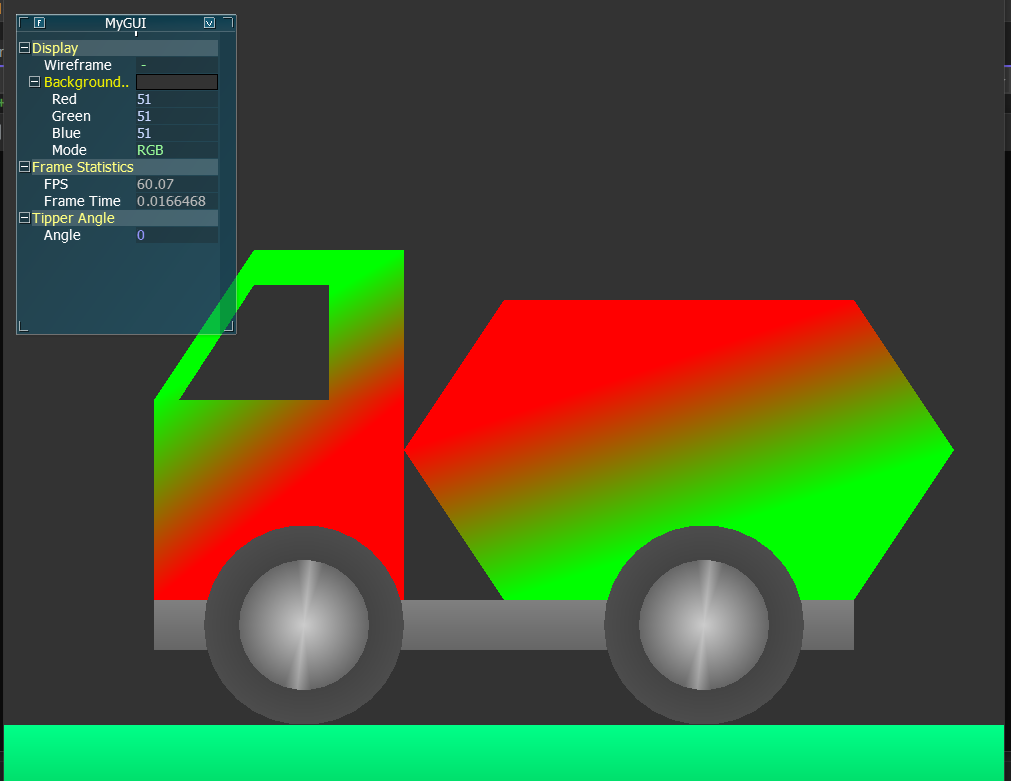 MyGUI
Display
Wireframe -
Background..
Red 51
Green 51
Blue 51
Mode RGB
Frame Statistics
FPS 60.07
Frame Time 0.0166468
Tipper Angle
Angle 0